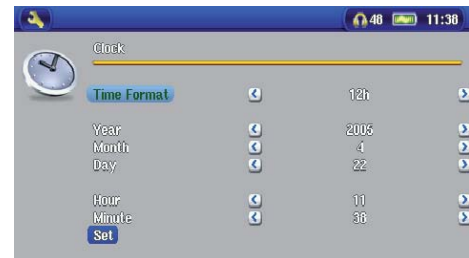 48 11:38
Clock
Time Format 12h
Year 2005
Month 4
Day 22
Hour 11
Minute 38
Set